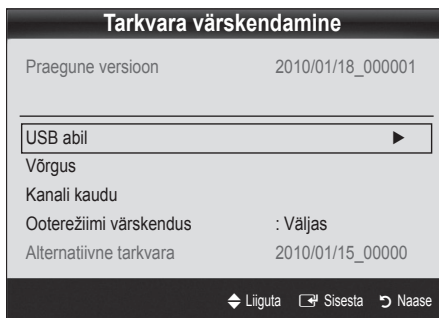 Tarkvara värskendamine
Praegune versioon 2010/01/18_000001
USB abil ►
Võrgus
Kanali kaudu
Ooterežiimi värskendus : Väljas
Alternatiivne tarkvara 2010/01/15_00000
Liiguta Sisesta Naase